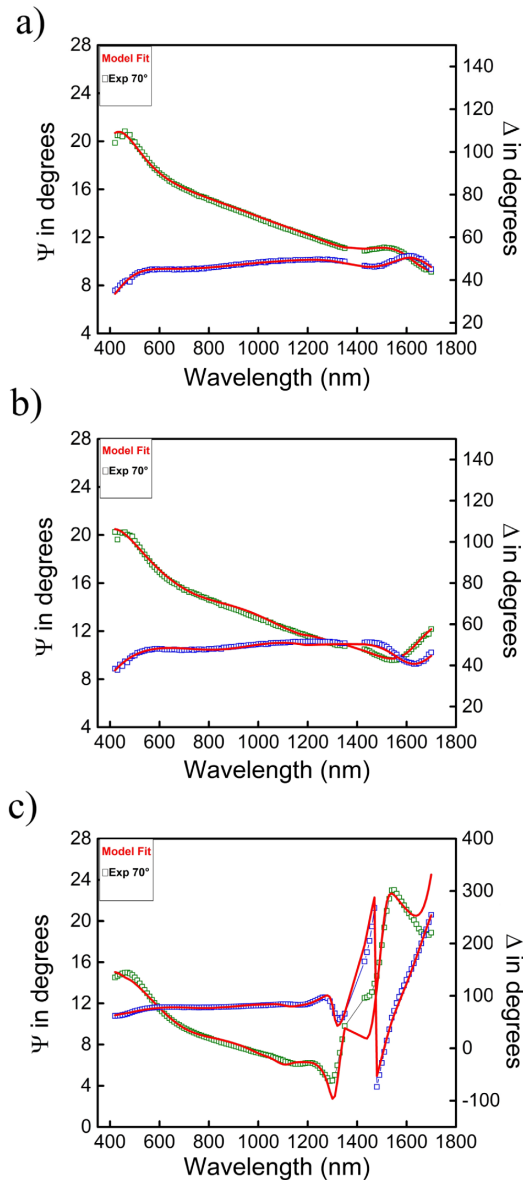 a)
28
24
20
16
12
8
4
140
120
100
80
60
40
20
Model Fit
□Exp 70°
Ψ in degrees
Δ in degrees
400 600 800 1000 1200 1400 1600 1800
Wavelength (nm)
b)
28
24
20
16
12
8
4
140
120
100
80
60
40
20
Model Fit
□Exp 70°
Ψ in degrees
Δ in degrees
400 600 800 1000 1200 1400 1600 1800
Wavelength (nm)
c)
28
24
20
16
12
8
4
0
400
300
200
100
0
-100
Model Fit
□Exp 70°
Ψ in degrees
Δ in degrees
400 600 800 1000 1200 1400 1600 1800
Wavelength (nm)